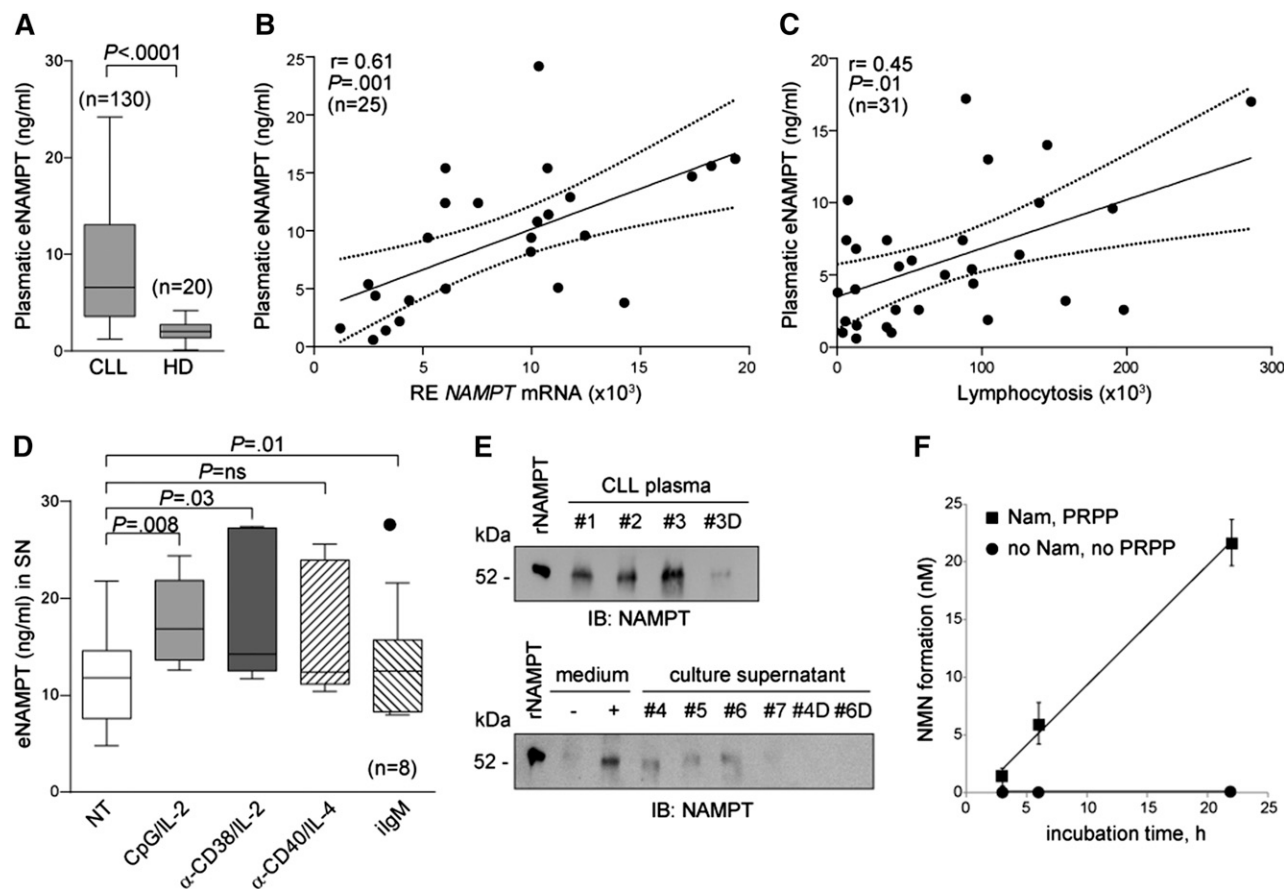 A
P<.0001
(n=130)
(n=20)
30
20
10
0
Plasmatic eNAMPT (ng/ml)
CLL HD
B
r= 0.61
P=.001
(n=25)
25
20
15
10
5
0
Plasmatic eNAMPT (ng/ml)
0 5 10 15 20
RE NAMPT mRNA (x10³)
C
r= 0.45
P=.01
(n=31)
20
15
10
5
0
Plasmatic eNAMPT (ng/ml)
0 100 200 300
Lymphocytosis (x10³)
D
P=.01
P=ns
P=.03
P=.008
30
20
10
0
eNAMPT (ng/ml) in SN
(n=8)
NT
CpG/IL-2
α-CD38/IL-2
α-CD40/IL-4
iIgM
E
rNAMPT
CLL plasma
kDa #1 #2 #3 #3D
52 -
IB: NAMPT
rNAMPT
medium culture supernatant
kDa - + #4 #5 #6 #7 #4D #6D
52 -
IB: NAMPT
F
Nam, PRPP
no Nam, no PRPP
25
20
15
10
5
0
NMN formation (nM)
0 5 10 15 20 25
incubation time, h